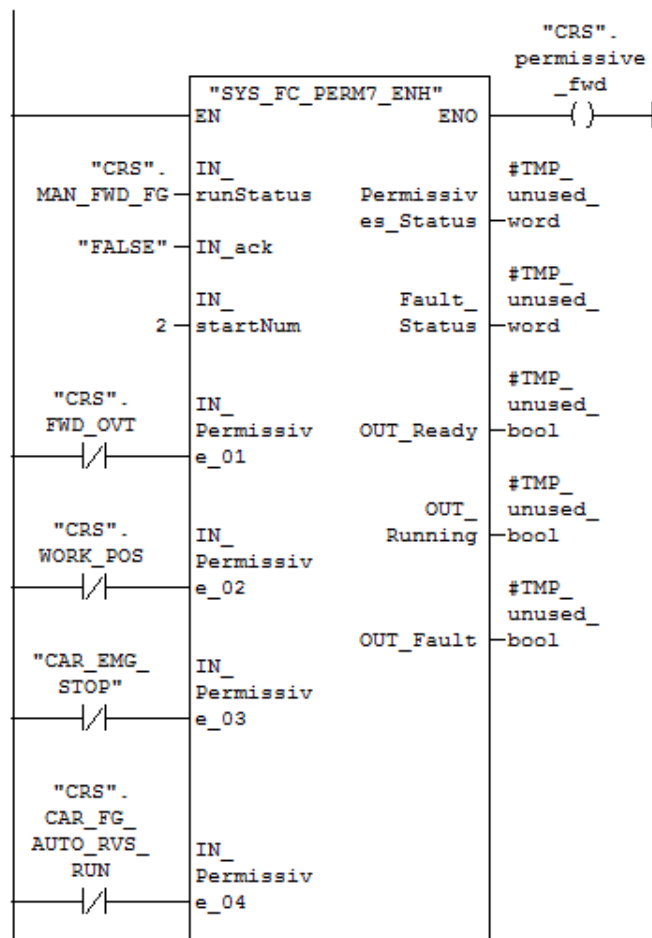 "CRS".
permissive
_fwd
"SYS_FC_PERM7_ENH"
EN ENO
"CRS". IN_ #TMP_
MAN_FWD_FG runStatus Permissiv unused_
es_Status word
"FALSE" IN_ack
#TMP_
IN_ Fault_ unused_
2 startNum Status word
#TMP_
"CRS". IN_ unused_
FWD_OVT Permissiv OUT_Ready bool
e_01
#TMP_
OUT_ unused_
"CRS". IN_ Running bool
WORK_POS Permissiv
e_02 #TMP_
unused_
OUT_Fault bool
"CAR_EMG_ IN_
STOP" Permissiv
e_03
"CRS".
CAR_FG_
AUTO_RVS_ IN_
RUN Permissiv
e_04